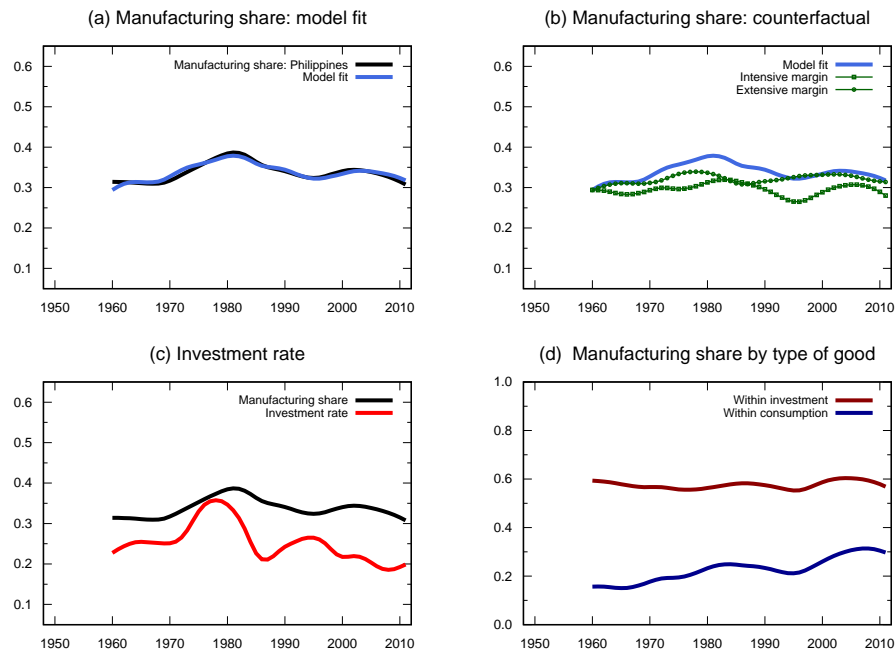 (a) Manufacturing share: model fit
0.6
0.5
0.4
0.3
0.2
0.1
Manufacturing share: Philippines
Model fit
1950 1960 1970 1980 1990 2000 2010
(b) Manufacturing share: counterfactual
0.6
0.5
0.4
0.3
0.2
0.1
Model fit
Intensive margin
Extensive margin
1950 1960 1970 1980 1990 2000 2010
(c) Investment rate
0.6
0.5
0.4
0.3
0.2
0.1
Manufacturing share
Investment rate
1950 1960 1970 1980 1990 2000 2010
(d) Manufacturing share by type of good
1.0
0.8
0.6
0.4
0.2
0.0
Within investment
Within consumption
1950 1960 1970 1980 1990 2000 2010